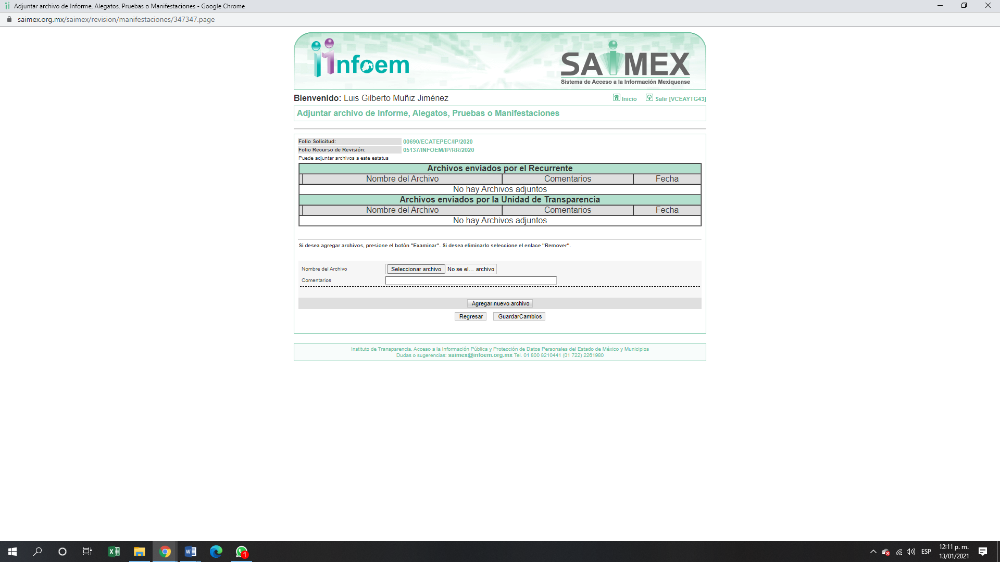 Adjuntar archivo de Informe, Alegatos, Pruebas o Manifestaciones - Google Chrome
saimex.org.mx/saimex/revision/manifestaciones/347347.page
infoem
SAIMEX
Sistema de Acceso a la Información Mexiquense
Bienvenido: Luis Gilberto Muñiz Jiménez
Inicio Salir [VCEAYTG43]
Adjuntar archivo de Informe, Alegatos, Pruebas o Manifestaciones
Folio Solicitud: 00690/ECATEPEC/IP/2020
Folio Recurso de Revisión: 05137/INFOEM/IP/RR/2020
Puede adjuntar archivos a este estatus
Archivos enviados por el Recurrente
Nombre del Archivo Comentarios Fecha
No hay Archivos adjuntos
Archivos enviados por la Unidad de Transparencia
Nombre del Archivo Comentarios Fecha
No hay Archivos adjuntos
Si desea agregar archivos, presione el botón "Examinar". Si desea eliminarlo seleccione el enlace "Remover".
Nombre del Archivo Seleccionar archivo No se el... archivo
Comentarios
Agregar nuevo archivo
Regresar GuardarCambios
Instituto de Transparencia, Acceso a la Información Pública y Protección de Datos Personales del Estado de México y Municipios
Dudas o sugerencias: saimex@infoem.org.mx Tel. 01 800 8210441 (01 722) 2261980
1
ESP
12:11 p. m.
13/01/2021